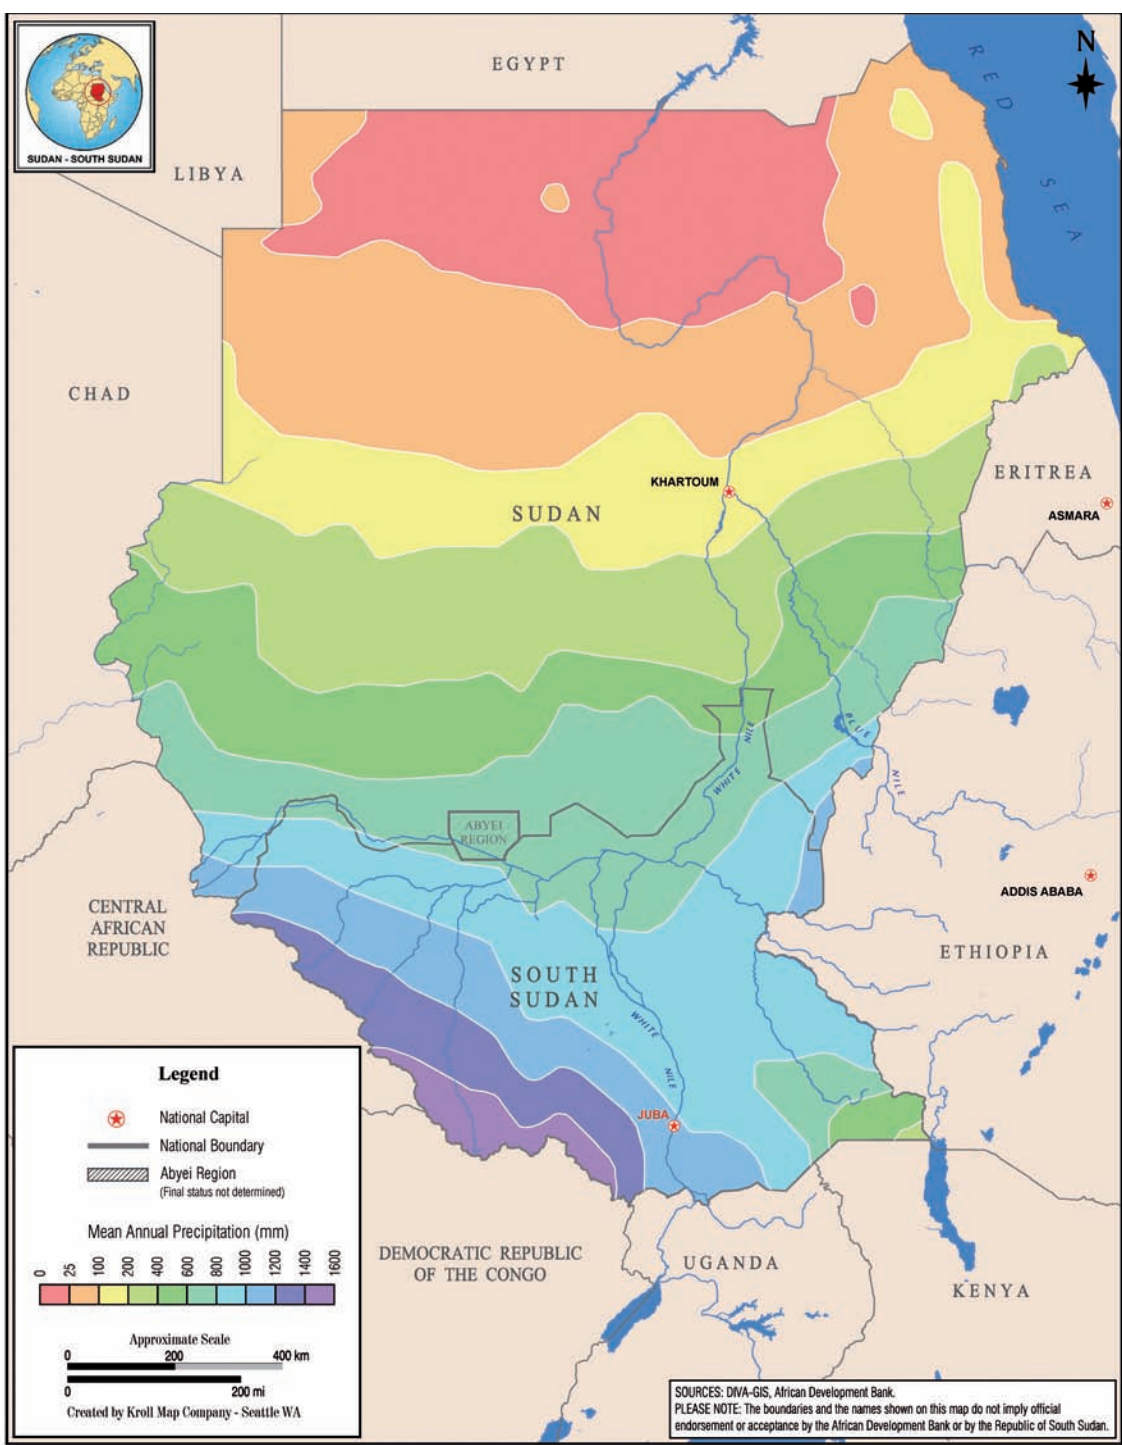 EGYPT
N
RED SEA
SUDAN - SOUTH SUDAN
LIBYA
CHAD
KHARTOUM
SUDAN
ERITREA
ASMARA
BLUE
NILE
WHITE
NILE
ABYEI
REGION
ADDIS ABABA
CENTRAL
AFRICAN
REPUBLIC
ETHIOPIA
SOUTH
SUDAN
WHITE
NILE
JUBA
DEMOCRATIC REPUBLIC
OF THE CONGO
UGANDA
KENYA
Legend
National Capital
National Boundary
Abyei Region
(Final status not determined)
Mean Annual Precipitation (mm)
0 25 100 200 400 600 800 1000 1200 1400 1600
Approximate Scale
0 200 400 km
0 200 mi
Created by Kroll Map Company - Seattle WA
SOURCES: DIVA-GIS, African Development Bank.
PLEASE NOTE: The boundaries and the names shown on this map do not imply official
endorsement or acceptance by the African Development Bank or by the Republic of South Sudan.